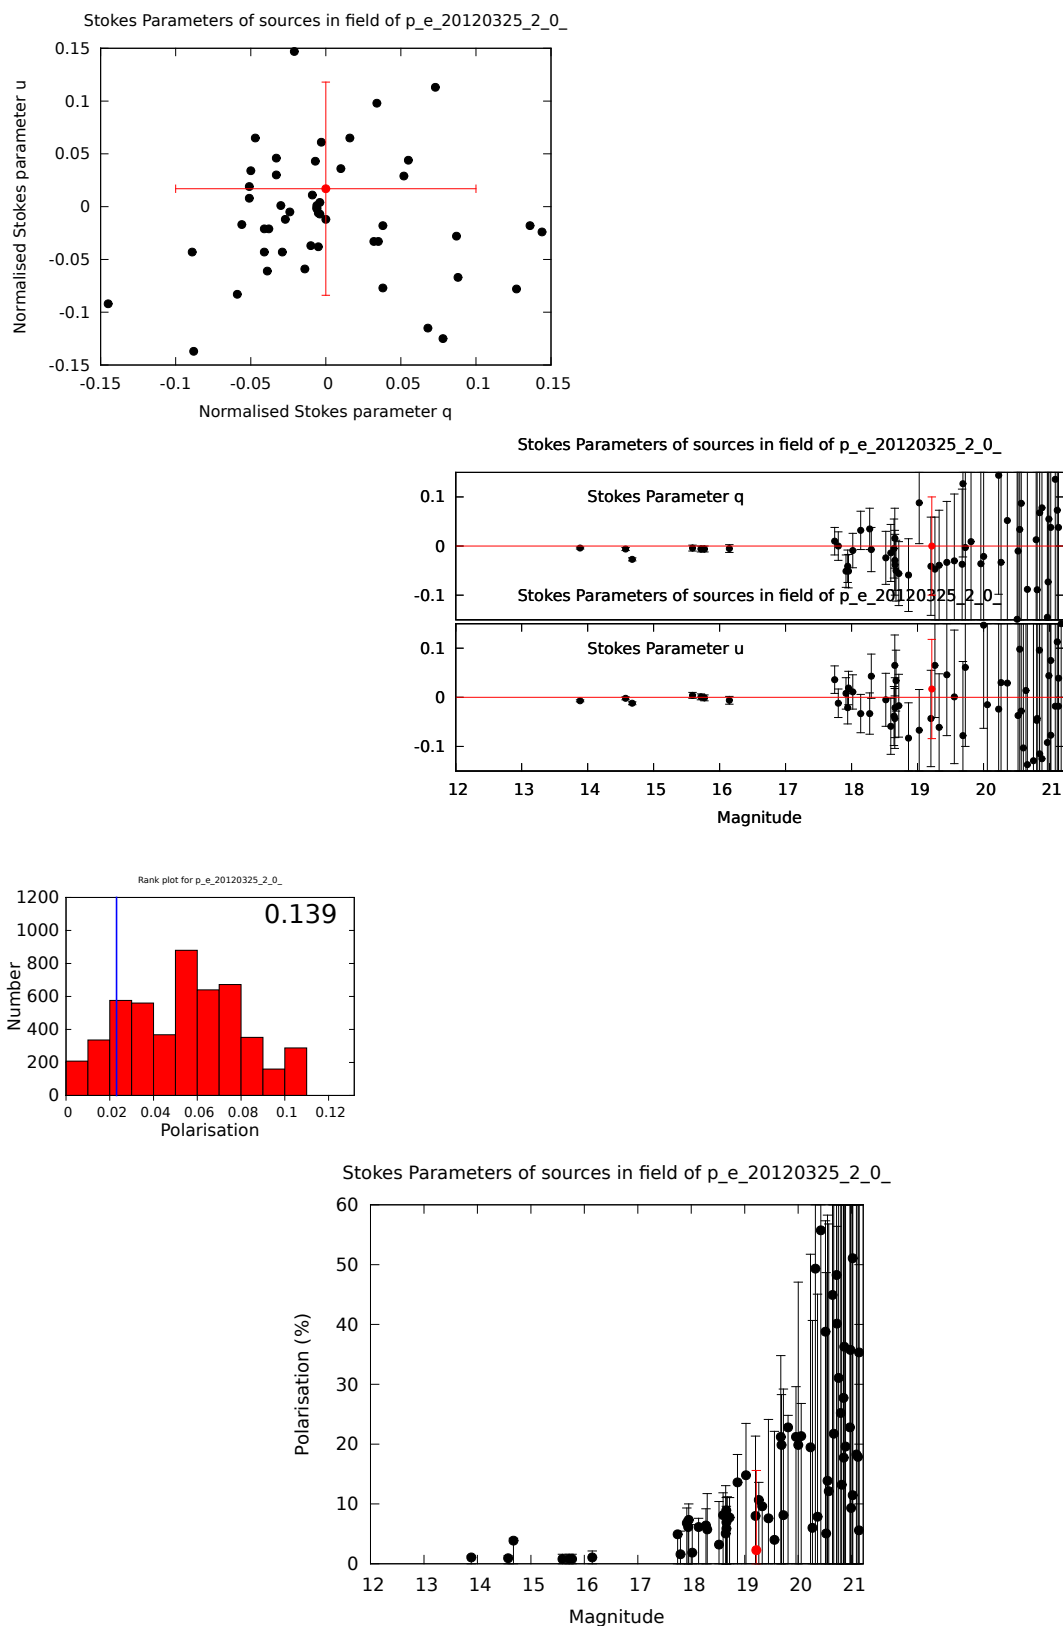 Stokes Parameters of sources in field of p_e_20120325_2_0_
Normalised Stokes parameter u
0.15
0.1
0.05
0
-0.05
-0.1
-0.15
-0.15 -0.1 -0.05 0 0.05 0.1 0.15
Normalised Stokes parameter q
Stokes Parameters of sources in field of p_e_20120325_2_0_
Stokes Parameter q
0.1
0
-0.1
Stokes Parameters of sources in field of p_e_20120325_2_0_
Stokes Parameter u
0.1
0
-0.1
12 13 14 15 16 17 18 19 20 21
Magnitude
Rank plot for p_e_20120325_2_0_
0.139
Number
1200
1000
800
600
400
200
0
0 0.02 0.04 0.06 0.08 0.1 0.12
Polarisation
Stokes Parameters of sources in field of p_e_20120325_2_0_
Polarisation (%)
60
50
40
30
20
10
0
12 13 14 15 16 17 18 19 20 21
Magnitude